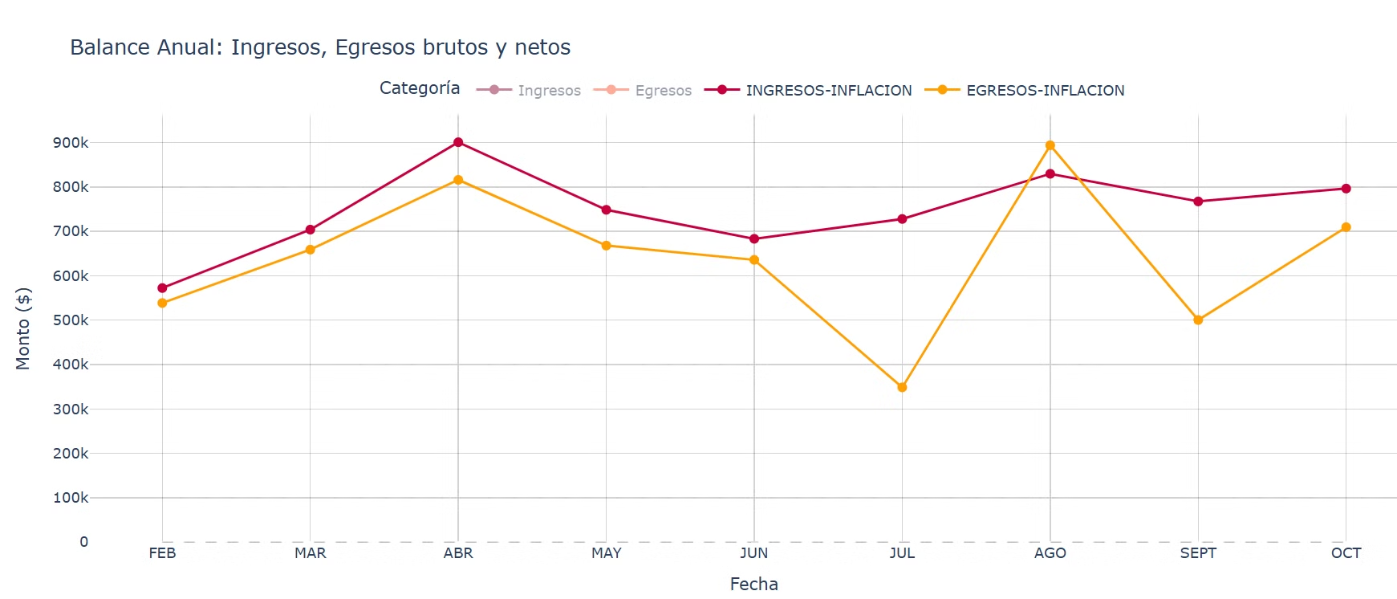 Balance Anual: Ingresos, Egresos brutos y netos
Categoría Ingresos Egresos INGRESOS-INFLACION EGRESOS-INFLACION
Monto ($)
900k
800k
700k
600k
500k
400k
300k
200k
100k
0
FEB MAR ABR MAY JUN JUL AGO SEPT OCT
Fecha